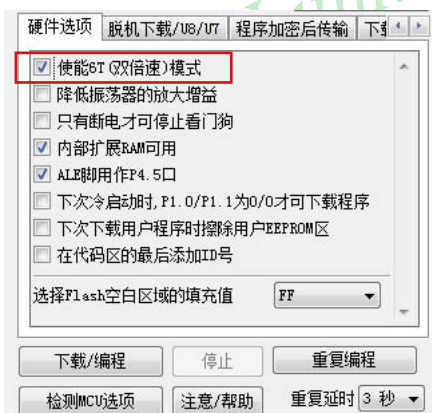 硬件选项 脱机下载/U8/U7 程序加密后传输
使能6T(双倍速)模式
降低振荡器的放大增益
只有断电才可停止看门狗
内部扩展RAM可用
ALE脚用作P4.5口
下次冷启动时,P1.0/P1.1为0/0才可下载程序
下次下载用户程序时擦除用户EEPROM区
在代码区的最后添加ID号
选择Flash空白区域的填充值 FF
下载/编程 停止 重复编程
检测MCU选项 注意/帮助 重复延时 3 秒